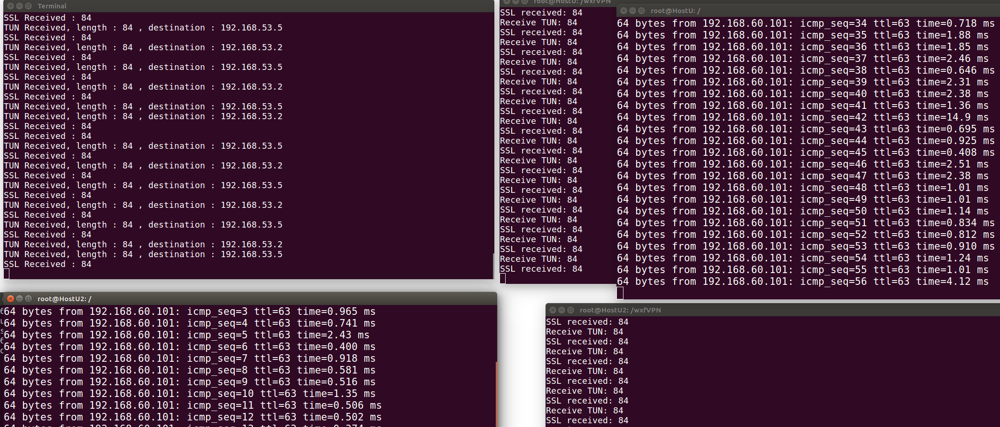 Terminal
SSL Received : 84
TUN Received, length : 84 , destination : 192.168.53.5
SSL Received : 84
TUN Received, length : 84 , destination : 192.168.53.2
SSL Received : 84
TUN Received, length : 84 , destination : 192.168.53.5
SSL Received : 84
TUN Received, length : 84 , destination : 192.168.53.2
SSL Received : 84
TUN Received, length : 84 , destination : 192.168.53.5
TUN Received, length : 84 , destination : 192.168.53.2
SSL Received : 84
SSL Received : 84
TUN Received, length : 84 , destination : 192.168.53.5
SSL Received : 84
TUN Received, length : 84 , destination : 192.168.53.2
SSL Received : 84
TUN Received, length : 84 , destination : 192.168.53.5
SSL Received : 84
TUN Received, length : 84 , destination : 192.168.53.2
SSL Received : 84
TUN Received, length : 84 , destination : 192.168.53.5
SSL Received : 84
TUN Received, length : 84 , destination : 192.168.53.2
TUN Received, length : 84 , destination : 192.168.53.5
SSL Received : 84
root@HostU: /wxfVPN
SSL received: 84
Receive TUN: 84
SSL received: 84
Receive TUN: 84
SSL received: 84
Receive TUN: 84
SSL received: 84
Receive TUN: 84
SSL received: 84
Receive TUN: 84
SSL received: 84
Receive TUN: 84
SSL received: 84
Receive TUN: 84
SSL received: 84
Receive TUN: 84
SSL received: 84
Receive TUN: 84
SSL received: 84
Receive TUN: 84
SSL received: 84
Receive TUN: 84
SSL received: 84
Receive TUN: 84
SSL received: 84
Receive TUN: 84
SSL received: 84
root@HostU: /
64 bytes from 192.168.60.101: icmp_seq=34 ttl=63 time=0.718 ms
64 bytes from 192.168.60.101: icmp_seq=35 ttl=63 time=1.88 ms
64 bytes from 192.168.60.101: icmp_seq=36 ttl=63 time=1.85 ms
64 bytes from 192.168.60.101: icmp_seq=37 ttl=63 time=2.46 ms
64 bytes from 192.168.60.101: icmp_seq=38 ttl=63 time=0.646 ms
64 bytes from 192.168.60.101: icmp_seq=39 ttl=63 time=2.31 ms
64 bytes from 192.168.60.101: icmp_seq=40 ttl=63 time=2.38 ms
64 bytes from 192.168.60.101: icmp_seq=41 ttl=63 time=1.36 ms
64 bytes from 192.168.60.101: icmp_seq=42 ttl=63 time=14.9 ms
64 bytes from 192.168.60.101: icmp_seq=43 ttl=63 time=0.695 ms
64 bytes from 192.168.60.101: icmp_seq=44 ttl=63 time=0.925 ms
64 bytes from 192.168.60.101: icmp_seq=45 ttl=63 time=0.408 ms
64 bytes from 192.168.60.101: icmp_seq=46 ttl=63 time=2.51 ms
64 bytes from 192.168.60.101: icmp_seq=47 ttl=63 time=2.38 ms
64 bytes from 192.168.60.101: icmp_seq=48 ttl=63 time=1.01 ms
64 bytes from 192.168.60.101: icmp_seq=49 ttl=63 time=1.01 ms
64 bytes from 192.168.60.101: icmp_seq=50 ttl=63 time=1.14 ms
64 bytes from 192.168.60.101: icmp_seq=51 ttl=63 time=0.834 ms
64 bytes from 192.168.60.101: icmp_seq=52 ttl=63 time=0.812 ms
64 bytes from 192.168.60.101: icmp_seq=53 ttl=63 time=0.910 ms
64 bytes from 192.168.60.101: icmp_seq=54 ttl=63 time=1.24 ms
64 bytes from 192.168.60.101: icmp_seq=55 ttl=63 time=1.01 ms
64 bytes from 192.168.60.101: icmp_seq=56 ttl=63 time=4.12 ms
root@HostU2: /
64 bytes from 192.168.60.101: icmp_seq=3 ttl=63 time=0.965 ms
64 bytes from 192.168.60.101: icmp_seq=4 ttl=63 time=0.741 ms
64 bytes from 192.168.60.101: icmp_seq=5 ttl=63 time=2.43 ms
64 bytes from 192.168.60.101: icmp_seq=6 ttl=63 time=0.400 ms
64 bytes from 192.168.60.101: icmp_seq=7 ttl=63 time=0.918 ms
64 bytes from 192.168.60.101: icmp_seq=8 ttl=63 time=0.581 ms
64 bytes from 192.168.60.101: icmp_seq=9 ttl=63 time=0.516 ms
64 bytes from 192.168.60.101: icmp_seq=10 ttl=63 time=1.35 ms
64 bytes from 192.168.60.101: icmp_seq=11 ttl=63 time=0.506 ms
64 bytes from 192.168.60.101: icmp_seq=12 ttl=63 time=0.502 ms
64 bytes from 192.168.60.101: icmp_seq=13 ttl=63 time=0.374 ms
root@HostU2: /wxfVPN
SSL received: 84
Receive TUN: 84
SSL received: 84
Receive TUN: 84
SSL received: 84
Receive TUN: 84
SSL received: 84
Receive TUN: 84
SSL received: 84
Receive TUN: 84
SSL received: 84